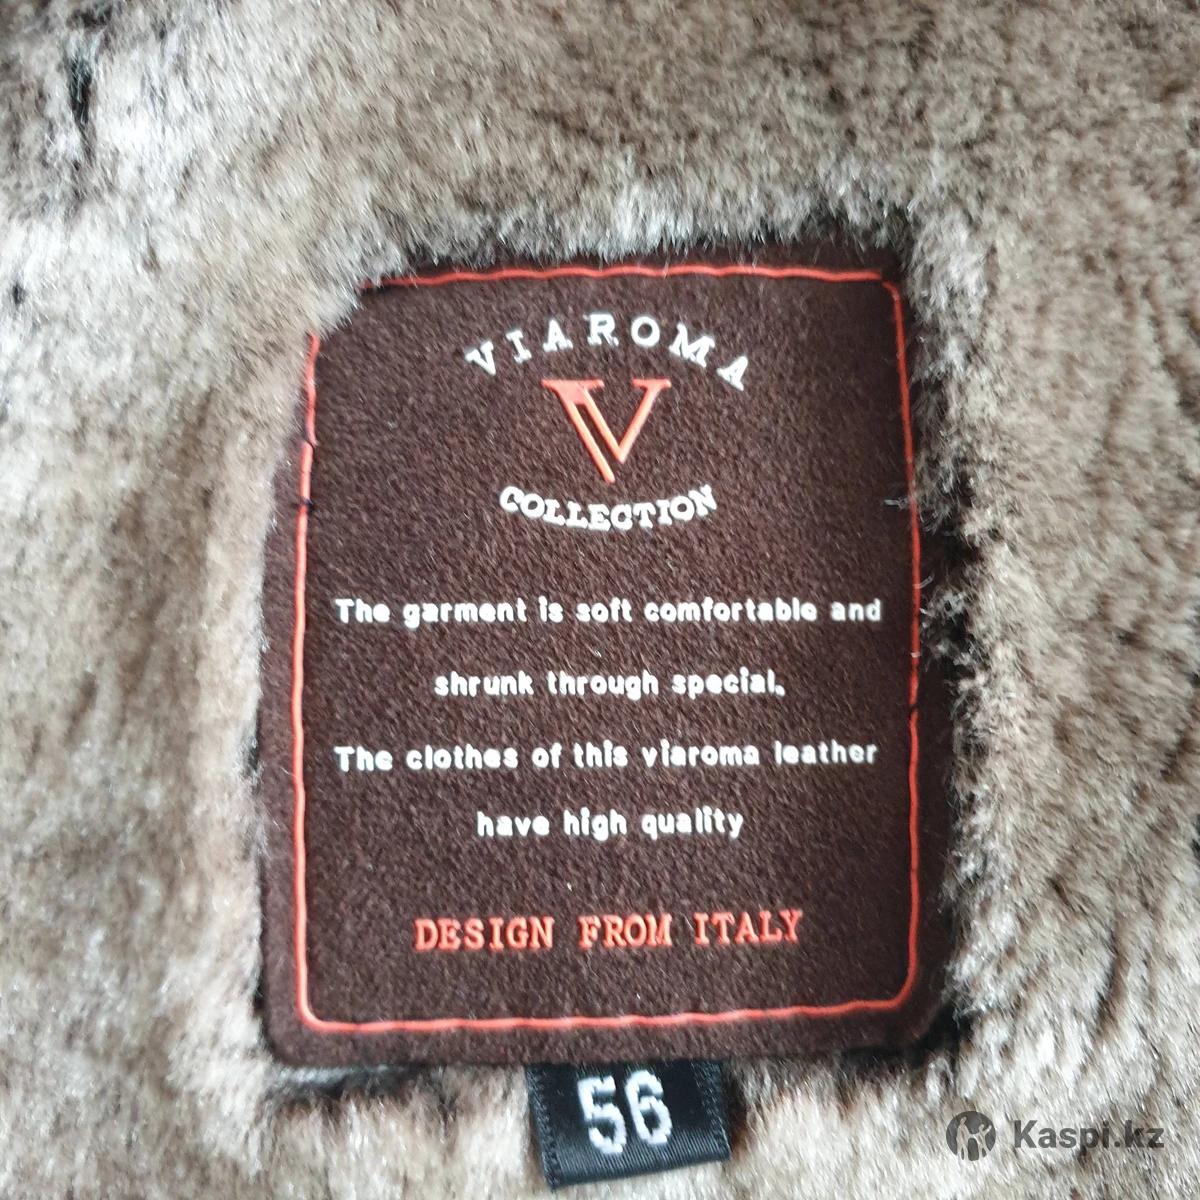 VIAROMA
V
COLLECTION
The garment is soft comfortable and
shrunk through special.
The clothes of this viaroma leather
have high quality
DESIGN FROM ITALY
56
Kaspi.kz